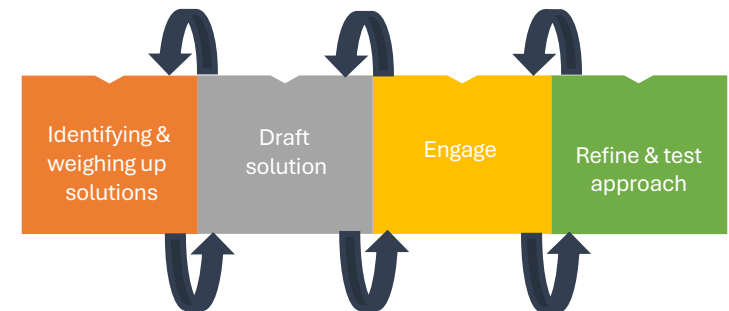 Identifying &
weighing up
solutions
Draft
solution
Engage
Refine & test
approach